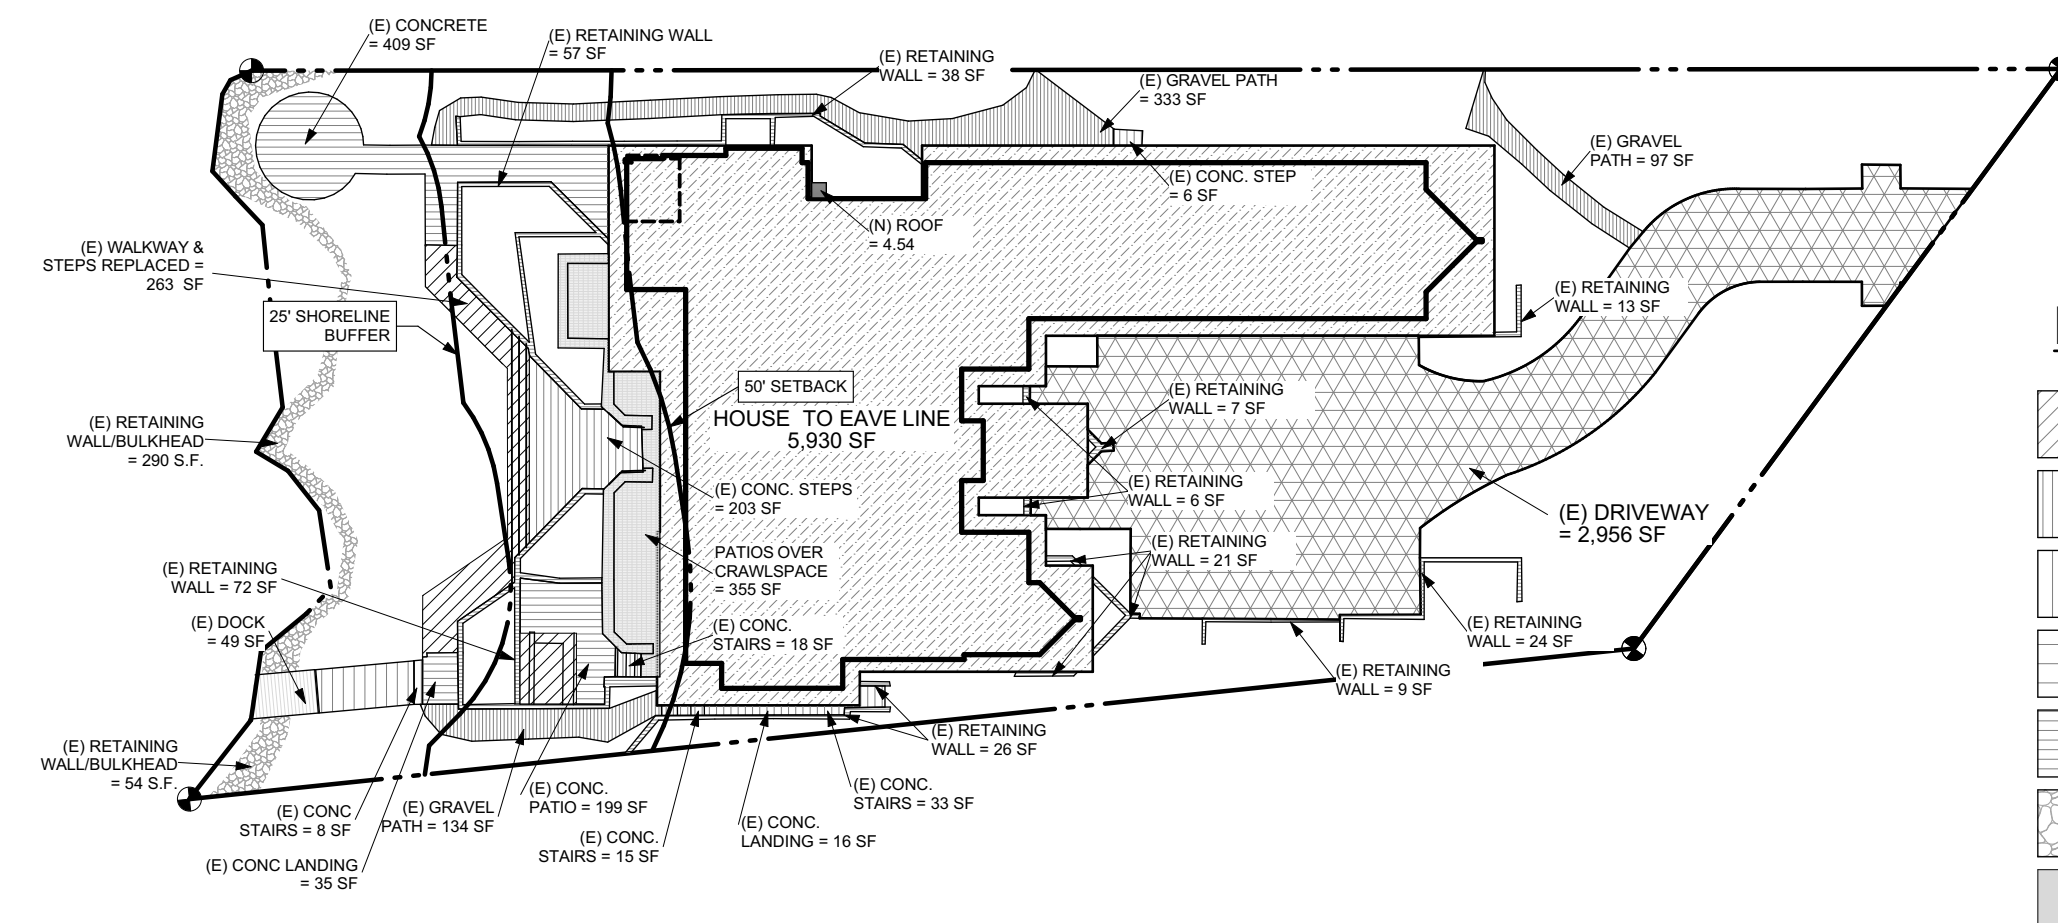 (E) CONCRETE
= 409 SF
(E) RETAINING WALL
= 57 SF
(E) RETAINING
WALL = 38 SF
(E) GRAVEL PATH
= 333 SF
(E) GRAVEL
PATH = 97 SF
(E) CONC. STEP
= 6 SF
(N) ROOF
= 4.54
(E) WALKWAY &
STEPS REPLACED =
263 SF
25' SHORELINE
BUFFER
(E) RETAINING
WALL = 13 SF
50' SETBACK
HOUSE TO EAVE LINE
5,930 SF
(E) RETAINING
WALL = 7 SF
(E) RETAINING
WALL/BULKHEAD
= 290 S.F.
(E) CONC. STEPS
= 203 SF
(E) RETAINING
WALL = 6 SF
(E) DRIVEWAY
= 2,956 SF
(E) RETAINING
WALL = 21 SF
PATIOS OVER
CRAWLSPACE
= 355 SF
(E) RETAINING
WALL = 72 SF
(E) DOCK
= 49 SF
(E) CONC.
STAIRS = 18 SF
(E) RETAINING
WALL = 24 SF
(E) RETAINING
WALL = 9 SF
(E) RETAINING
WALL = 26 SF
(E) RETAINING
WALL/BULKHEAD
= 54 S.F.
(E) CONC
STAIRS = 8 SF
(E) GRAVEL
PATH = 134 SF
(E) CONC.
PATIO = 199 SF
(E) CONC.
STAIRS = 33 SF
(E) CONC.
LANDING = 16 SF
(E) CONC.
STAIRS = 15 SF
(E) CONC LANDING
= 35 SF